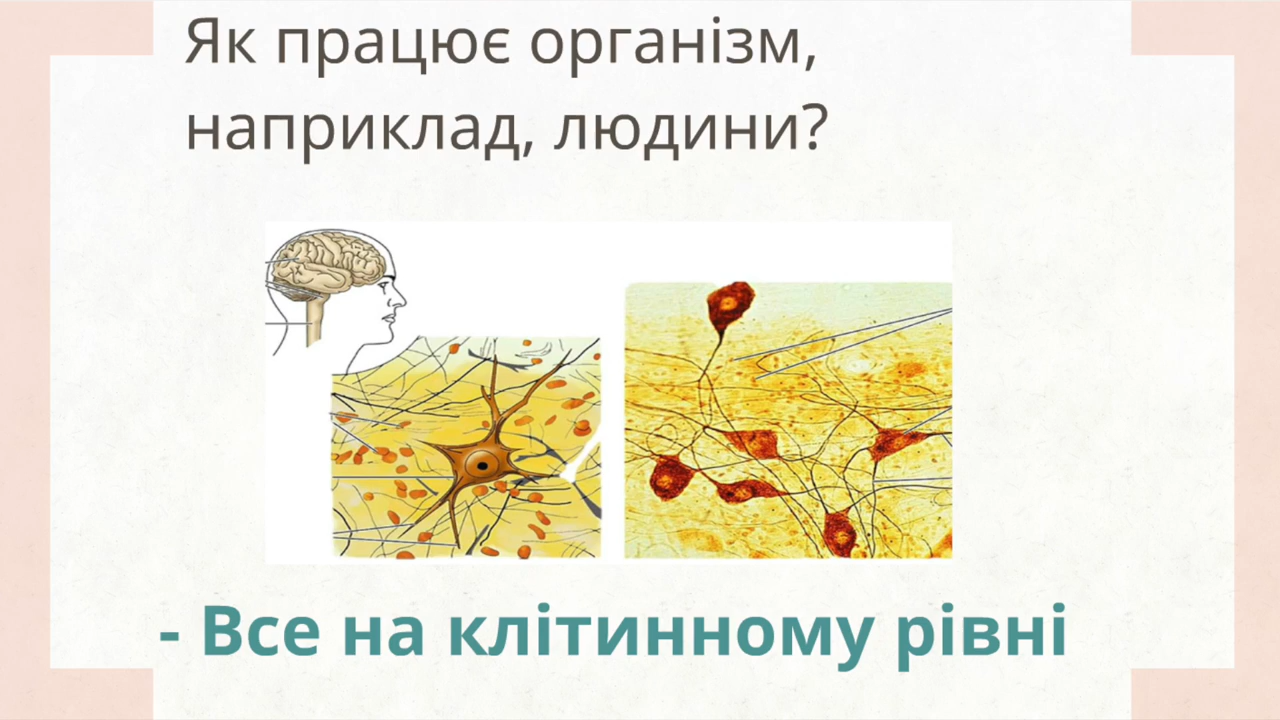 Як працює організм,
наприклад, людини?
- Все на клітинному рівні